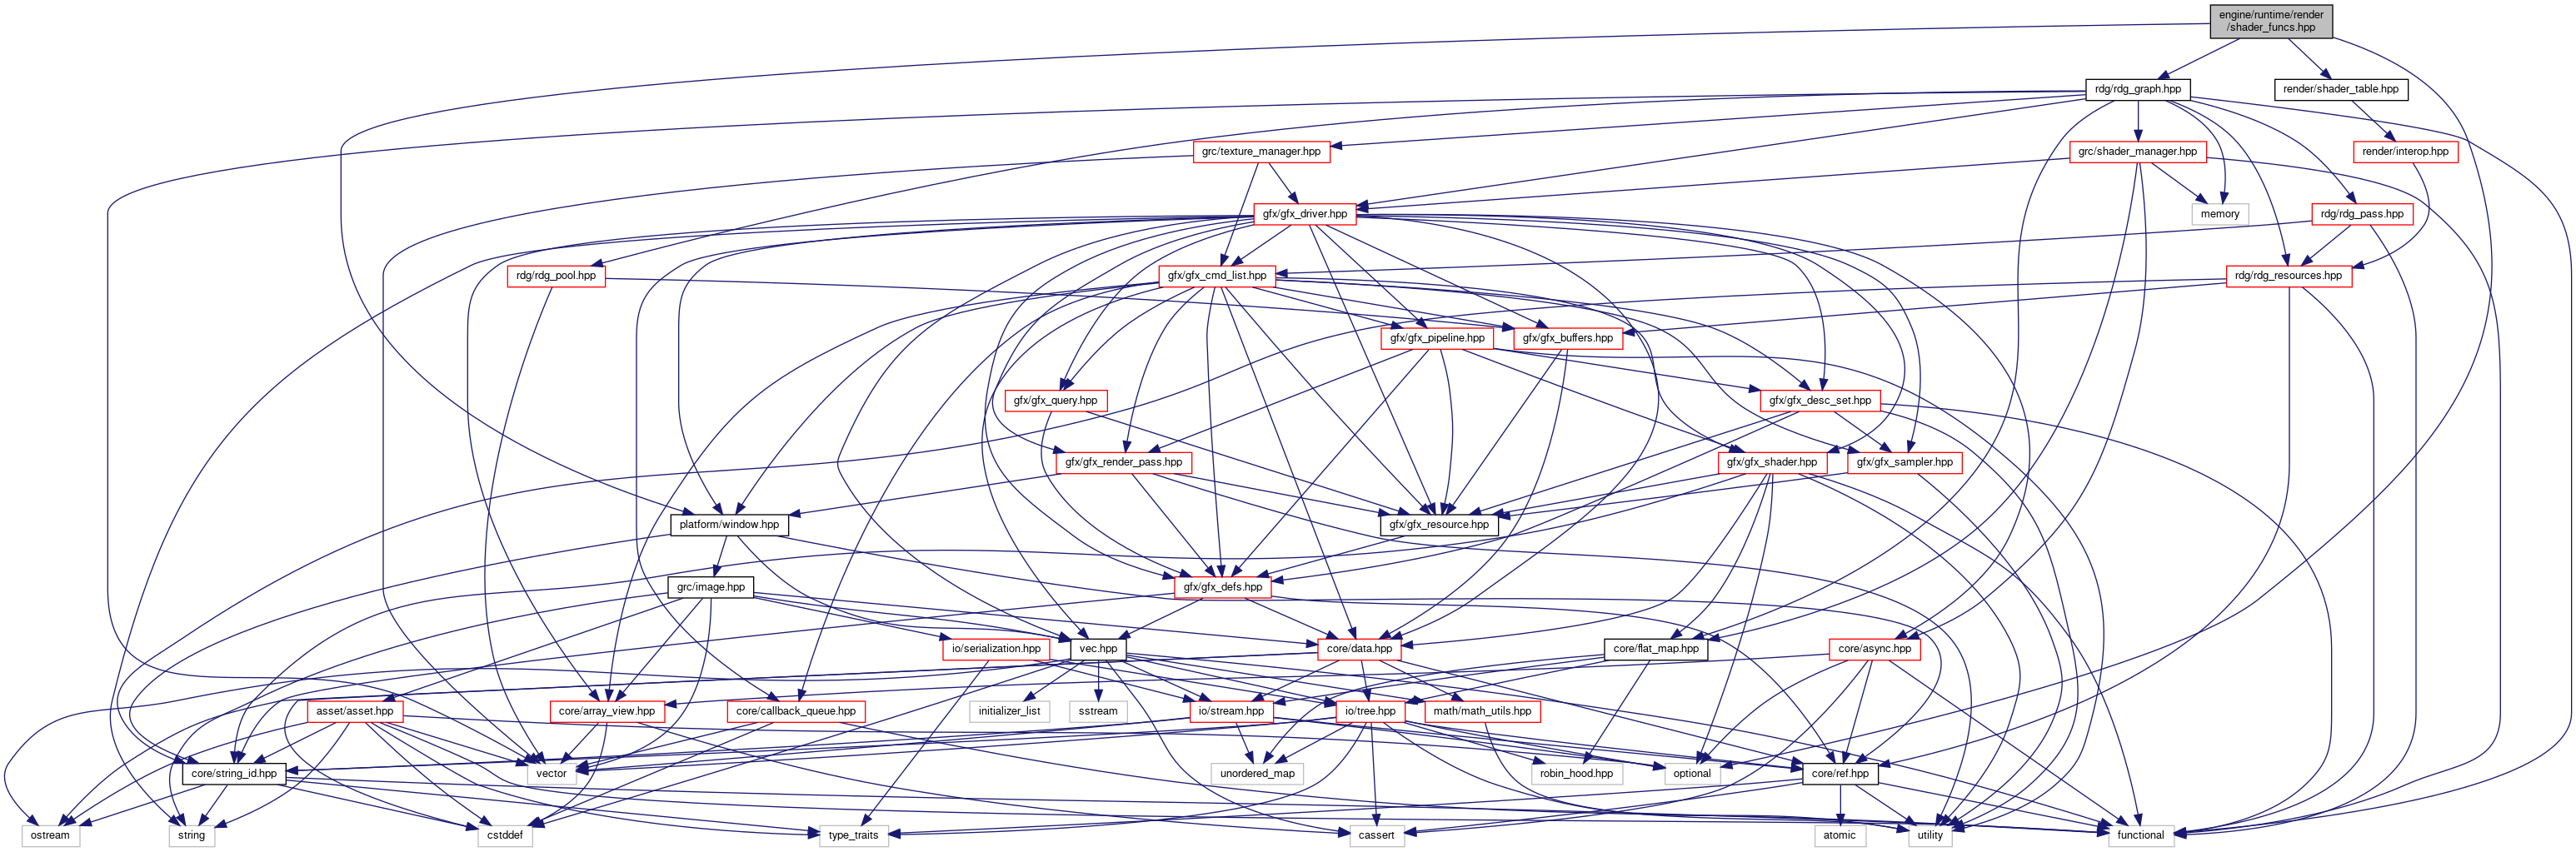 engine/runtime/render
/shader_funcs.hpp
rdg/rdg_graph.hpp
render/shader_table.hpp
grc/texture_manager.hpp
grc/shader_manager.hpp
render/interop.hpp
gfx/gfx_driver.hpp
memory
rdg/rdg_pass.hpp
rdg/rdg_pool.hpp
gfx/gfx_cmd_list.hpp
rdg/rdg_resources.hpp
gfx/gfx_pipeline.hpp
gfx/gfx_buffers.hpp
gfx/gfx_query.hpp
gfx/gfx_desc_set.hpp
gfx/gfx_render_pass.hpp
gfx/gfx_shader.hpp
gfx/gfx_sampler.hpp
platform/window.hpp
gfx/gfx_resource.hpp
grc/image.hpp
gfx/gfx_defs.hpp
io/serialization.hpp
vec.hpp
core/data.hpp
core/flat_map.hpp
core/async.hpp
asset/asset.hpp
core/array_view.hpp
core/callback_queue.hpp
initializer_list
sstream
io/stream.hpp
io/tree.hpp
math/math_utils.hpp
core/string_id.hpp
vector
unordered_map
robin_hood.hpp
optional
core/ref.hpp
ostream
string
cstddef
type_traits
cassert
atomic
utility
functional